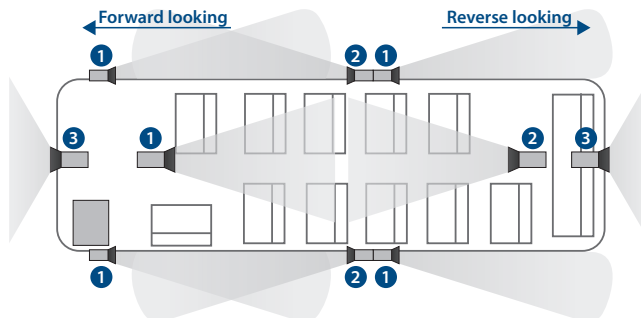 Forward looking
Reverse looking
1
2 1
3 1 2 3
1 2 1